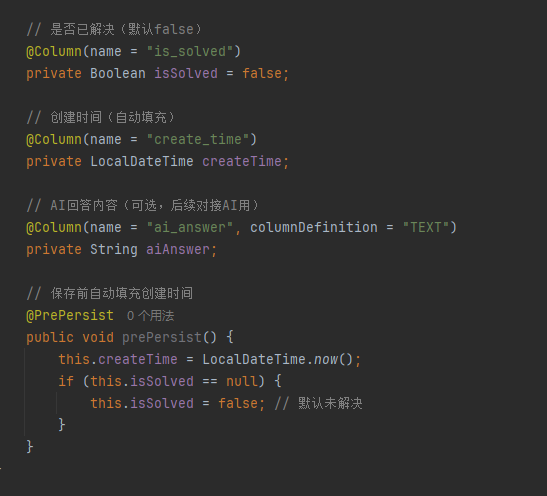 // 是否已解决（默认false）
@Column(name = "is_solved")
private Boolean isSolved = false;
// 创建时间（自动填充）
@Column(name = "create_time")
private LocalDateTime createTime;
// AI回答内容（可选，后续对接AI用）
@Column(name = "ai_answer", columnDefinition = "TEXT")
private String aiAnswer;
// 保存前自动填充创建时间
@PrePersist 0 个用法
public void prePersist() {
this.createTime = LocalDateTime.now();
if (this.isSolved == null) {
this.isSolved = false; // 默认未解决
}
}